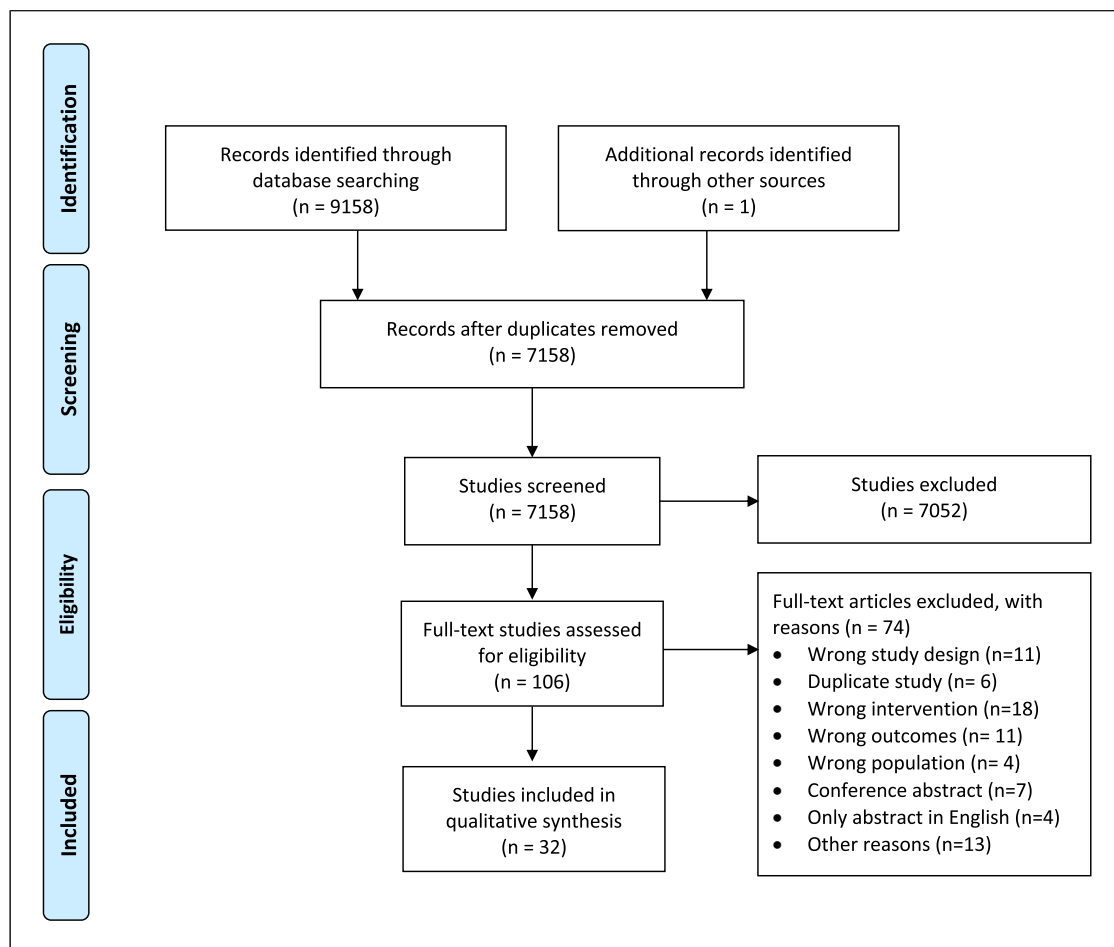 Identification
Records identified through
database searching
(n = 9158)
Additional records identified
through other sources
(n = 1)
Screening
Records after duplicates removed
(n = 7158)
Studies screened
(n = 7158)
Studies excluded
(n = 7052)
Eligibility
Full-text studies assessed
for eligibility
(n = 106)
Full-text articles excluded, with
reasons (n = 74)
• Wrong study design (n=11)
• Duplicate study (n= 6)
• Wrong intervention (n=18)
• Wrong outcomes (n= 11)
• Wrong population (n= 4)
• Conference abstract (n=7)
• Only abstract in English (n=4)
• Other reasons (n=13)
Included
Studies included in
qualitative synthesis
(n = 32)